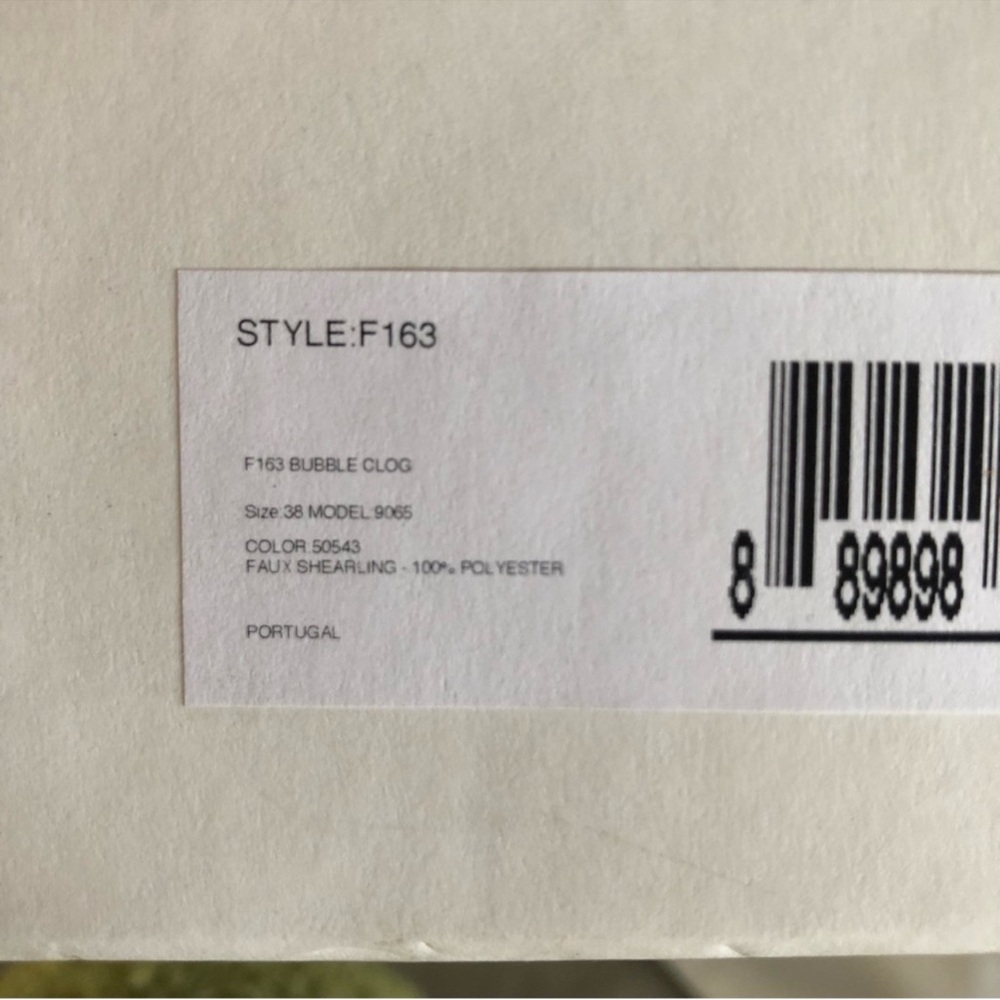 STYLE:F163
F163 BUBBLE CLOG
Size:38 MODEL:9065
COLOR:50543
FAUX SHEARLING - 100% POLYESTER
PORTUGAL
8 89898